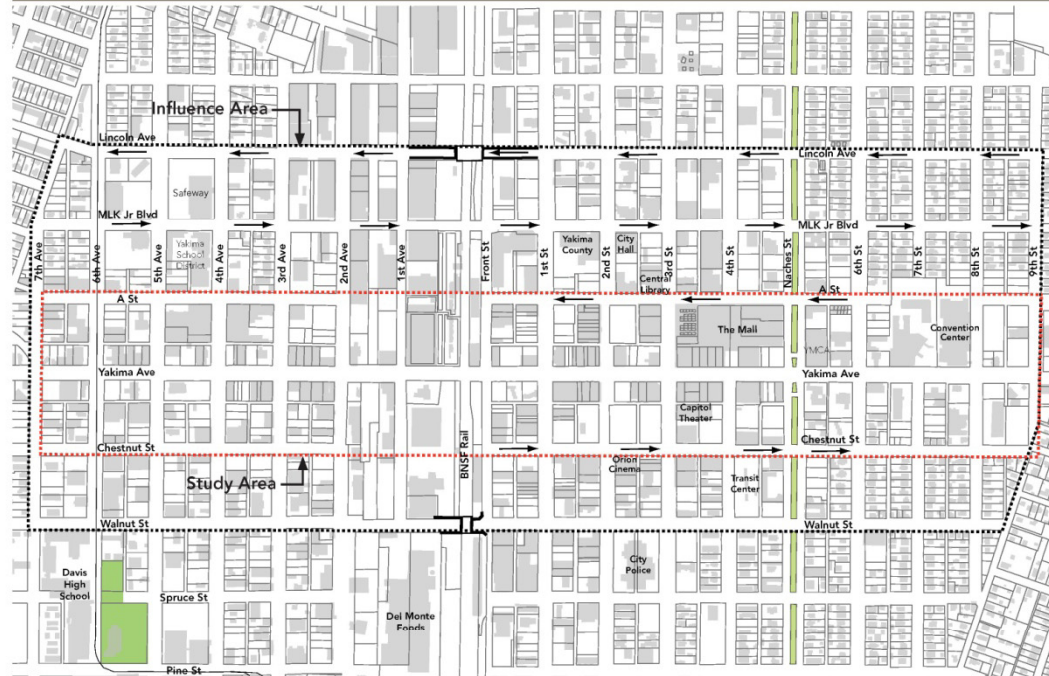 Influence Area
Lincoln Ave
Lincoln Ave
Safeway
MLK Jr Blvd
MLK Jr Blvd
7th Ave
6th Ave
5th Ave
Yakima
School
District
4th Ave
3rd Ave
2nd Ave
1st Ave
Front St
1st St
Yakima
County
2nd St
City
Hall
Central
Library
3rd St
4th St
Naches St
6th St
7th St
8th St
9th St
A St
A St
The Mall
YMCA
Convention
Center
Yakima Ave
Yakima Ave
Capitol
Theater
Chestnut St
Chestnut St
BNSF Rail
Orion
Cinema
Study Area
Transit
Center
Walnut St
Walnut St
Davis
High
School
City
Police
Spruce St
Del Monte
Foods
Pine St